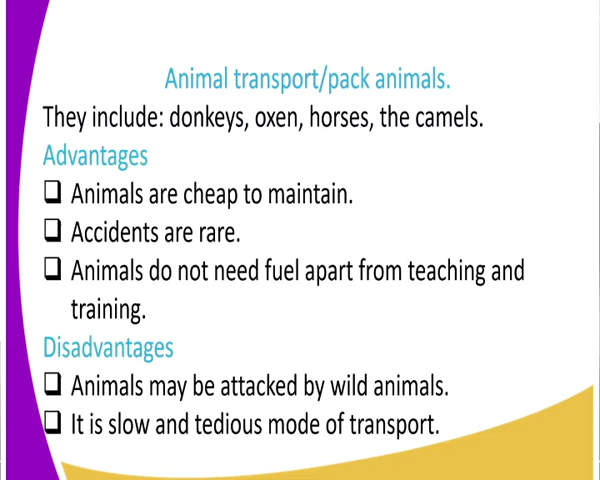 Animal transport/pack animals.
They include: donkeys, oxen, horses, the camels.
Advantages
❑ Animals are cheap to maintain.
❑ Accidents are rare.
❑ Animals do not need fuel apart from teaching and
training.
Disadvantages
❑ Animals may be attacked by wild animals.
❑ It is slow and tedious mode of transport.